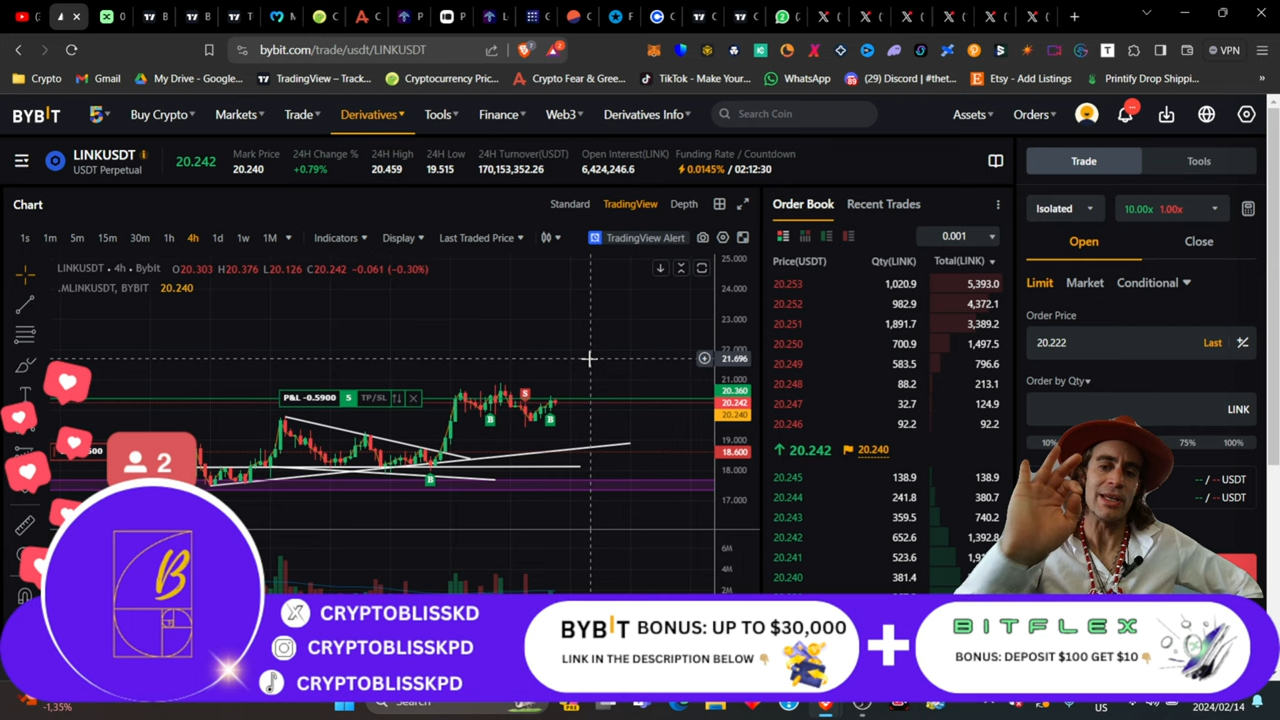 bybit.com/trade/usdt/LINKUSDT
VPN
Crypto
Gmail
My Drive - Google...
TradingView – Track...
Cryptocurrency Pric...
Crypto Fear & Gree...
TikTok - Make Your...
WhatsApp
(29) Discord | #thet...
Etsy - Add Listings
Printify Drop Shippi...
BYBIT
Buy Crypto
Markets
Trade
Derivatives
Tools
Finance
Web3
Derivatives Info
Search Coin
Assets
Orders
LINKUSDT
USDT Perpetual
20.242
Mark Price
20.240
24H Change %
+0.79%
24H High
20.459
24H Low
19.515
24H Turnover(USDT)
170,153,352.26
Open Interest(LINK)
6,424,246.6
Funding Rate / Countdown
0.0145% / 02:12:30
Trade
Tools
Chart
Standard
TradingView
Depth
Order Book
Recent Trades
Isolated
10.00x 1.00x
1s 1m 5m 15m 30m 1h 4h 1d 1w 1M
Indicators
Display
Last Traded Price
TradingView Alert
0.001
Open
Close
LINKUSDT • 4h • Bybit O20.303 H20.376 L20.126 C20.242 -0.061 (-0.30%)
.MLINKUSDT, BYBIT 20.240
25.000
24.000
23.000
22.000
21.696
21.000
20.360
20.242
20.240
19.000
18.600
18.000
17.000
6M
4M
2M
P&L -0.5900 5 TP/SL
S
B
B
B
Price(USDT) Qty(LINK) Total(LINK)
20.253 1,020.9 5,393.0
20.252 982.9 4,372.1
20.251 1,891.7 3,389.2
20.250 700.9 1,497.5
20.249 583.5 796.6
20.248 88.2 213.1
20.247 32.7 124.9
20.246 92.2 92.2
20.242 20.240
20.245 138.9 138.9
20.244 241.8 380.7
20.243 359.5 740.2
20.242 652.6 1,392.8
20.241 523.6
20.240 381.4
Limit
Market
Conditional
Order Price
20.222
Last
Order by Qty
LINK
10%
75%
100%
-- / -- USDT
-- / -- USDT
2
B
CRYPTOBLISSKD
CRYPTOBLISSKPD
CRYPTOBLISSKPD
BYBIT BONUS: UP TO $30,000
LINK IN THE DESCRIPTION BELOW
BITFLEX
BONUS: DEPOSIT $100 GET $10
-1,35%
Search
US
2024/02/14